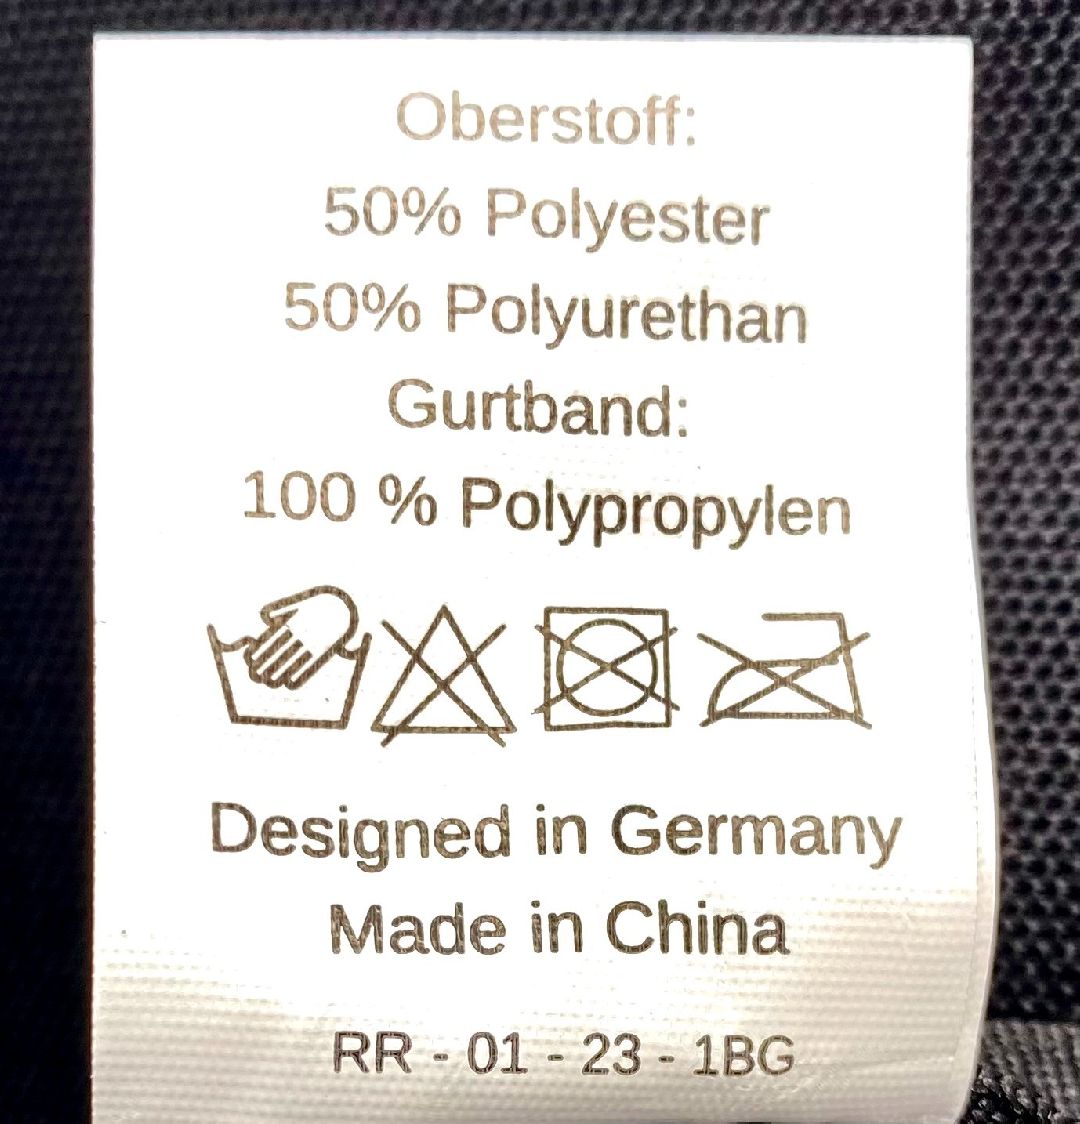 Oberstoff:
50% Polyester
50% Polyurethan
Gurtband:
100 % Polypropylen
Designed in Germany
Made in China
RR - 01 - 23 - 1BG